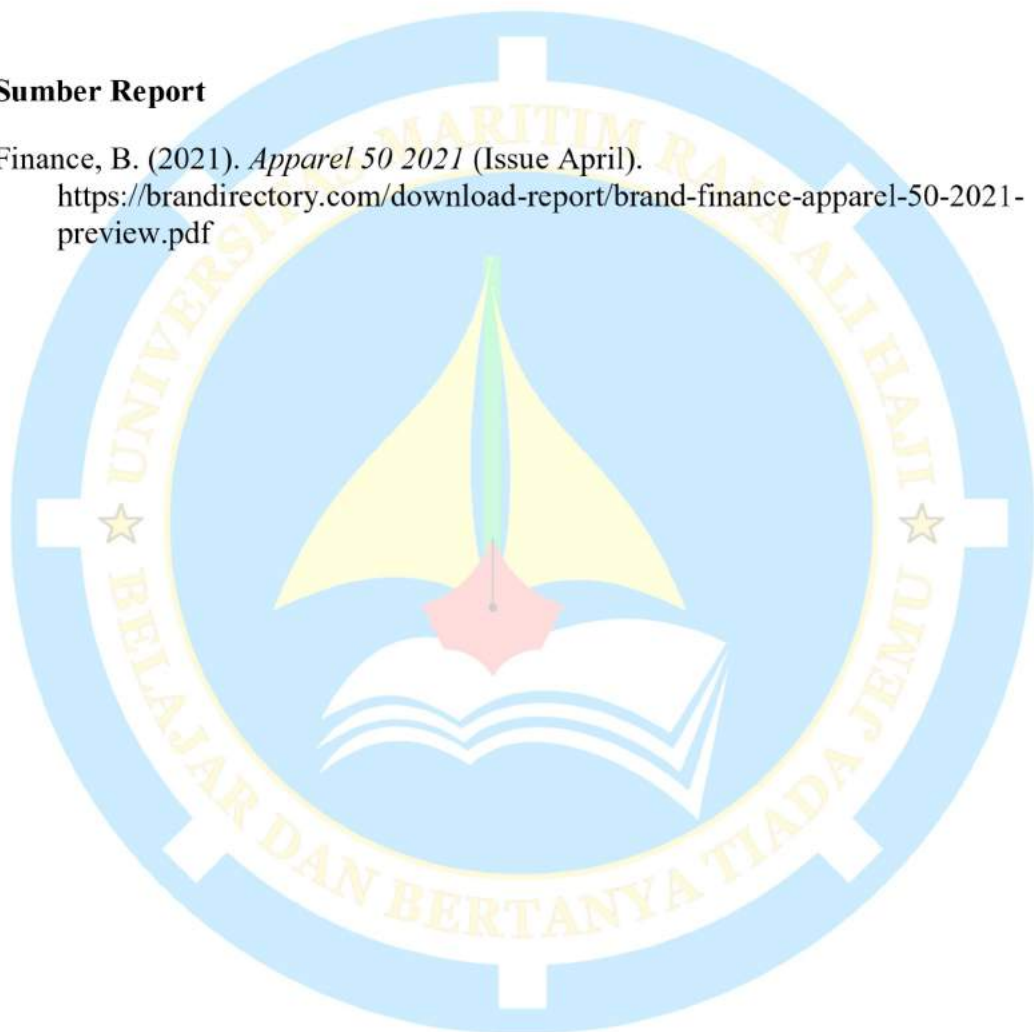 Sumber Report
Finance, B. (2021). Apparel 50 2021 (Issue April).
https://brandirectory.com/download-report/brand-finance-apparel-50-2021-
preview.pdf
UNIVERSITAS MARITIM RAJA ALI HAJI
BELAJAR DAN BERTANYA TIADA JEMU